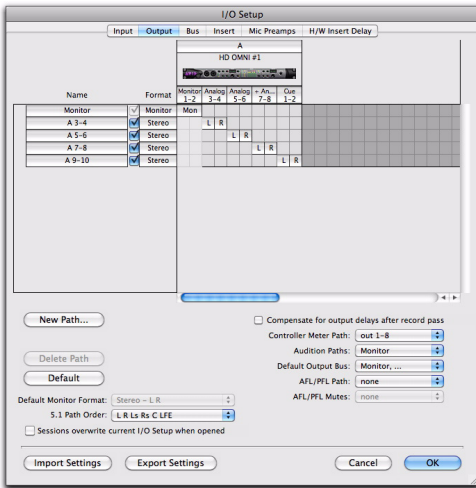 I/O Setup
Input Output Bus Insert Mic Preamps H/W Insert Delay
A
HD OMNI #1
Name Format Monitor 1-2 Analog 3-4 Analog 5-6 + An... 7-8 Cue 1-2
Monitor Monitor Mon
A 3-4 Stereo L R
A 5-6 Stereo L R
A 7-8 Stereo L R
A 9-10 Stereo L R
New Path...
Compensate for output delays after record pass
Controller Meter Path: out 1-8
Delete Path
Audition Paths: Monitor
Default
Default Output Bus: Monitor, ...
AFL/PFL Path: none
Default Monitor Format: Stereo - L R
AFL/PFL Mutes: none
5.1 Path Order: L R Ls Rs C LFE
Sessions overwrite current I/O Setup when opened
Import Settings Export Settings Cancel OK